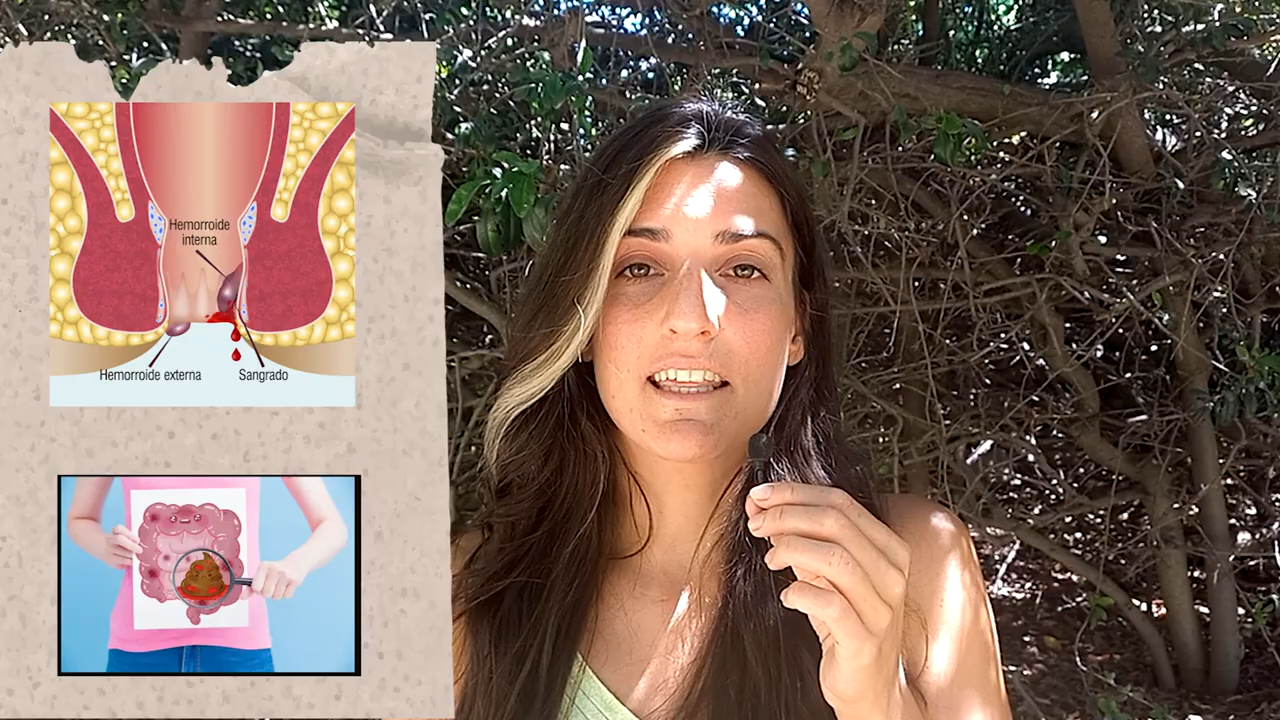 Hemorroide
interna
Hemorroide externa
Sangrado